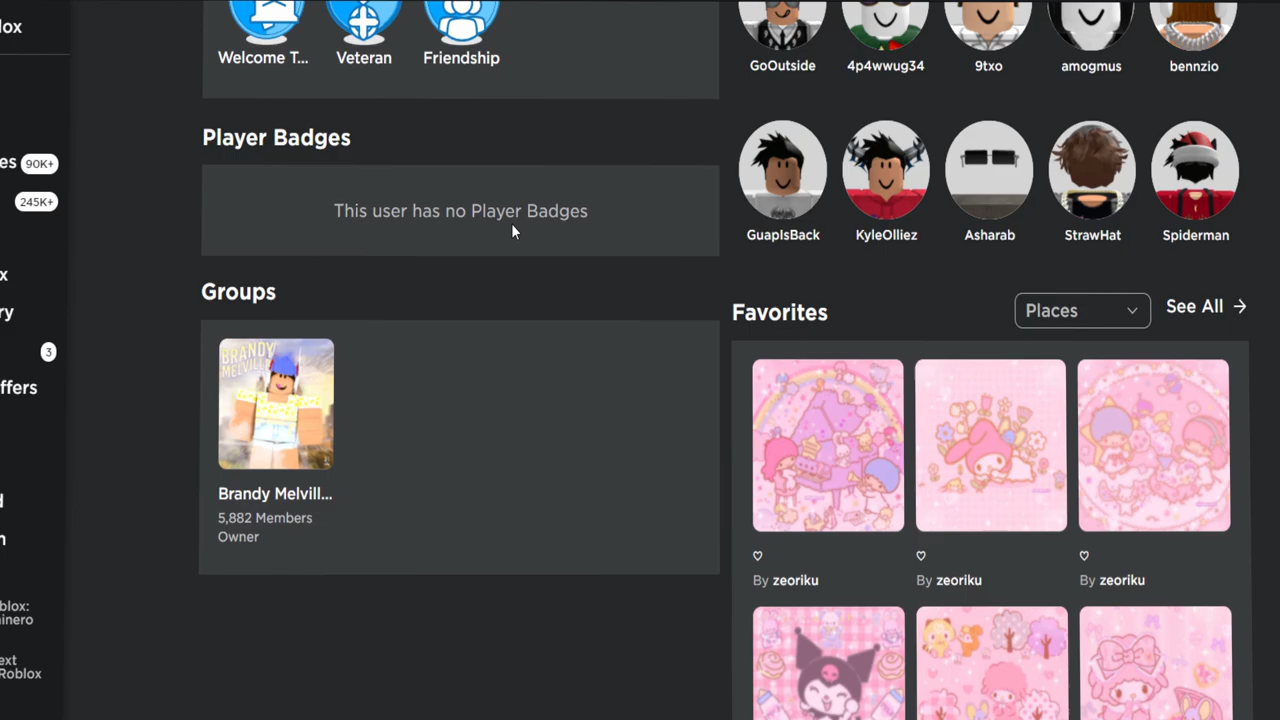 ox
es 90K+
245K+
x
ry
3
ffers
d
n
blox:
ninero
ext
Roblox
Welcome T...
Veteran
Friendship
Player Badges
This user has no Player Badges
Groups
BRANDY
MELVILLE
Brandy Melvill...
5,882 Members
Owner
GoOutside
4p4wwug34
9txo
amogmus
bennzio
GuapIsBack
KyleOlliez
Asharab
StrawHat
Spiderman
Favorites
Places
See All →
♡
By zeoriku
♡
By zeoriku
♡
By zeoriku